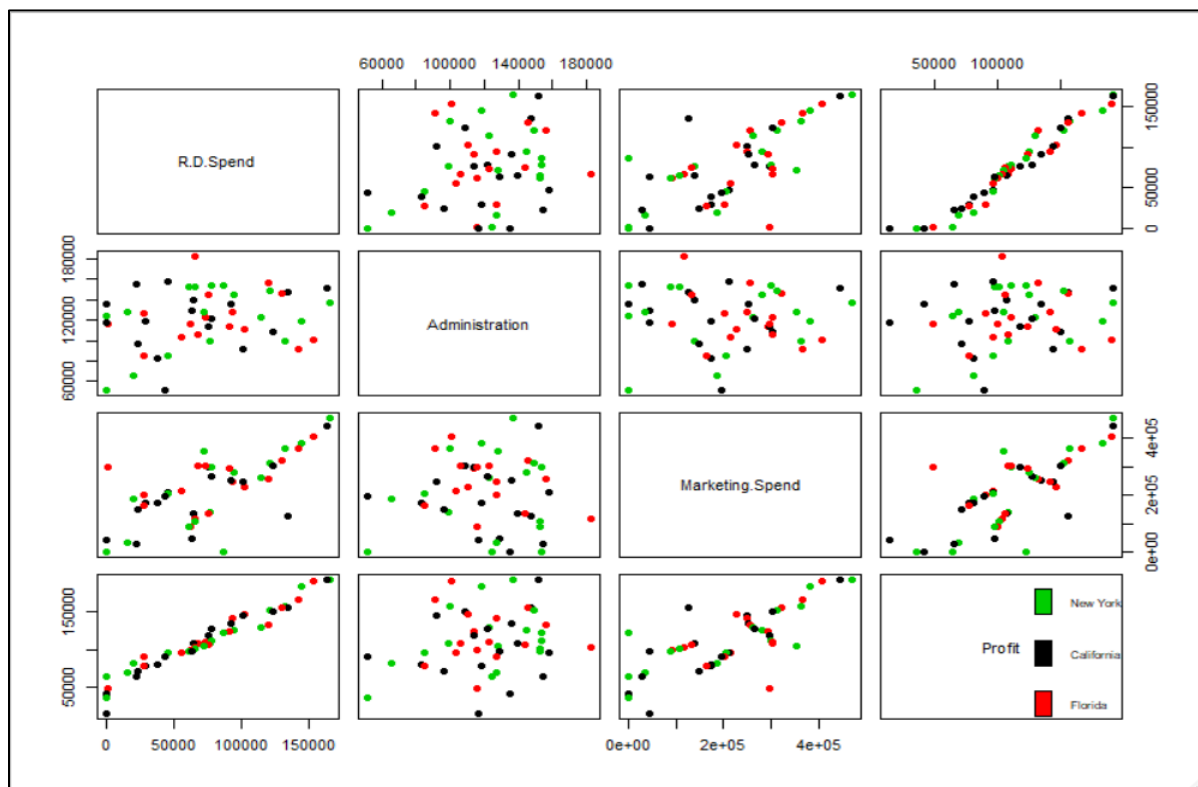 60000 100000 140000 180000
50000 100000
R.D.Spend
0 50000 150000
60000 120000 180000
Administration
Marketing.Spend
0e+00 2e+05 4e+05
50000 150000
New York
Profit
California
Florida
0 50000 100000 150000
0e+00 2e+05 4e+05